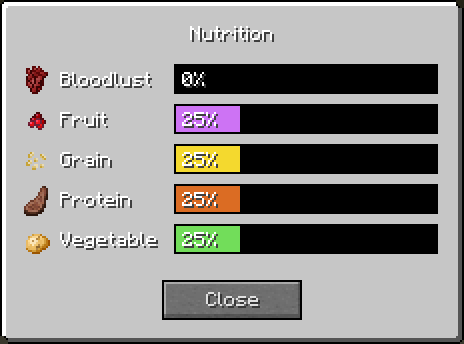 Nutrition
Bloodlust 0%
Fruit 25%
Grain 25%
Protein 25%
Vegetable 25%
Close